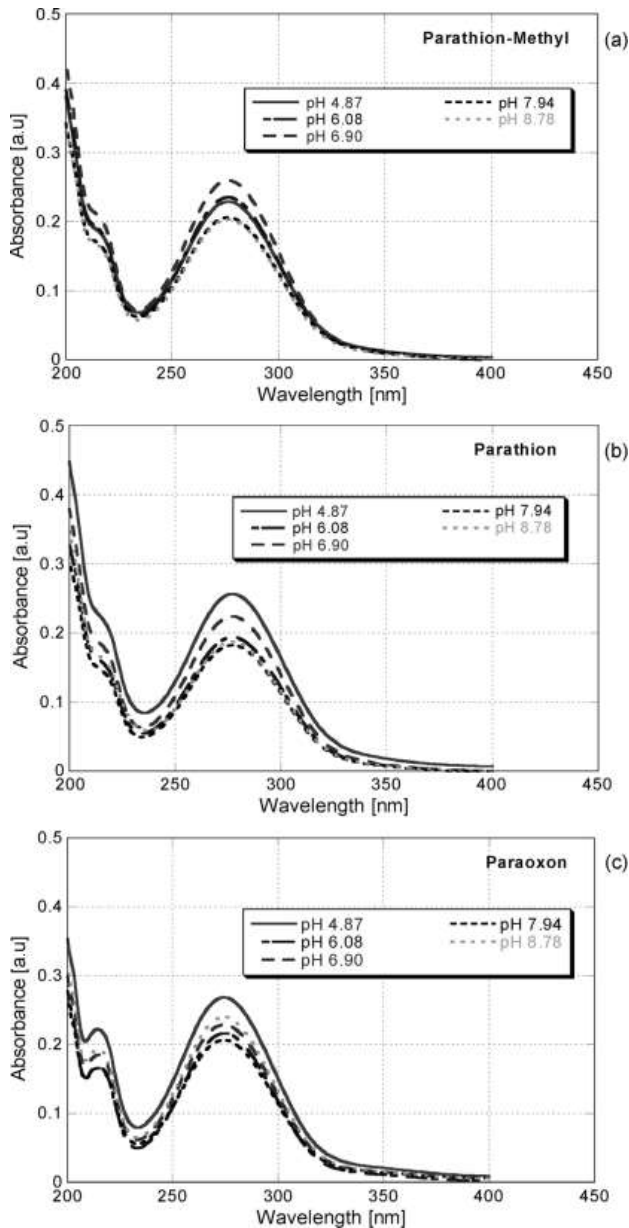 Parathion-Methyl (a)
0.5
0.4
0.3
0.2
0.1
0
Absorbance [a.u]
pH 4.87 pH 7.94
pH 6.08 pH 8.78
pH 6.90
200 250 300 350 400 450
Wavelength [nm]
Parathion (b)
0.5
0.4
0.3
0.2
0.1
0
Absorbance [a.u]
pH 4.87 pH 7.94
pH 6.08 pH 8.78
pH 6.90
200 250 300 350 400 450
Wavelength [nm]
Paraoxon (c)
0.5
0.4
0.3
0.2
0.1
0
Absorbance [a.u]
pH 4.87 pH 7.94
pH 6.08 pH 8.78
pH 6.90
200 250 300 350 400 450
Wavelength [nm]